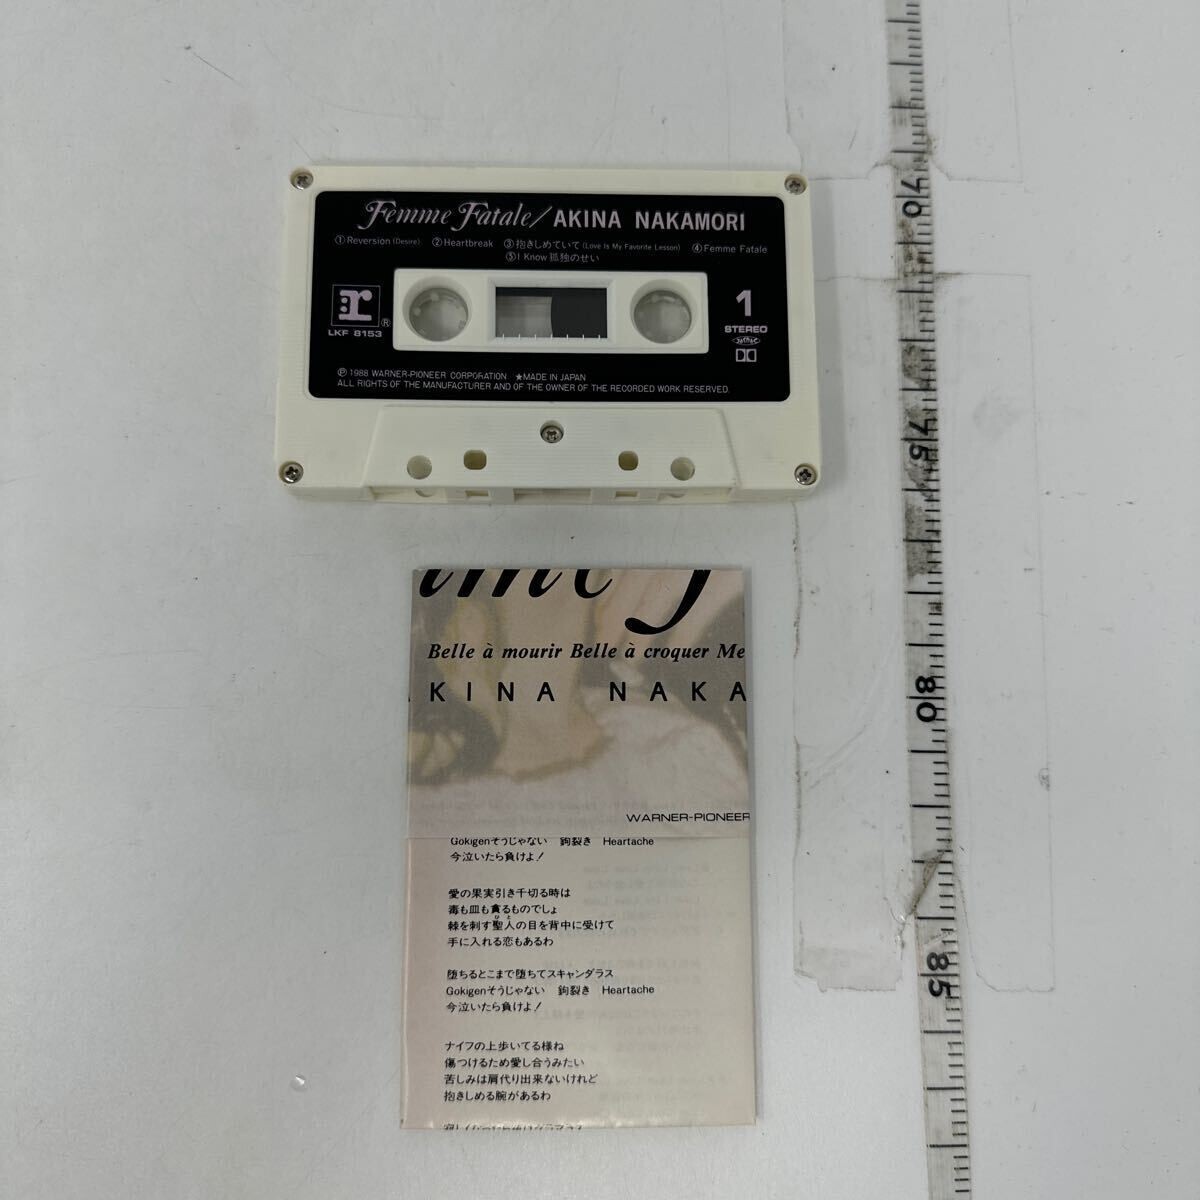 Femme Fatale/AKINA NAKAMORI
①Reversion (Desire) ②Heartbreak ③抱きしめていて (Love Is My Favorite Lesson) ④Femme Fatale
⑤I Know 孤独のせい
r
®
LKF 8153
1
STEREO
JASRAC
Ⓟ 1988 WARNER-PIONEER CORPORATION ★MADE IN JAPAN
ALL RIGHTS OF THE MANUFACTURER AND OF THE OWNER OF THE RECORDED WORK RESERVED.
70
75
80
85
Belle à mourir Belle à croquer Me
AKINA NAKA
WARNER-PIONEER
Gokigenそうじゃない 鉤裂き Heartache
今泣いたら負けよ!
愛の果実引き千切る時は
毒も皿も貪るものでしょ
棘を刺す聖人の目を背中に受けて
ひと
手に入れる恋もあるわ
堕ちるとこまで堕ちてスキャンダラス
Gokigenそうじゃない 鉤裂き Heartache
今泣いたら負けよ!
ナイフの上歩いてる様ね
傷つけるため愛し合うみたい
苦しみは肩代り出来ないけれど
抱きしめる腕があるわ